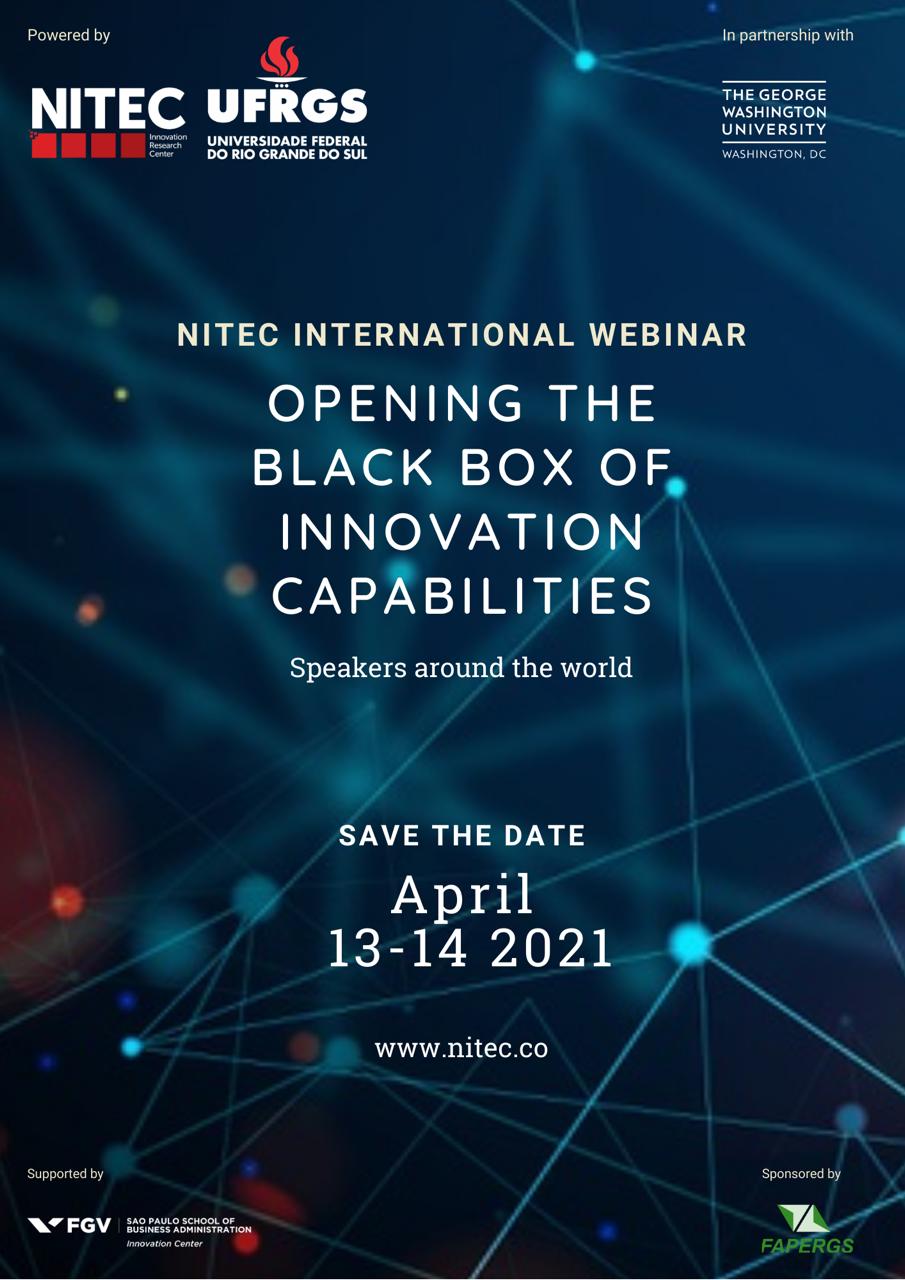 Powered by
In partnership with
NITEC
Innovation
Research
Center
UFRGS
UNIVERSIDADE FEDERAL
DO RIO GRANDE DO SUL
THE GEORGE
WASHINGTON
UNIVERSITY
WASHINGTON, DC
NITEC INTERNATIONAL WEBINAR
OPENING THE
BLACK BOX OF
INNOVATION
CAPABILITIES
Speakers around the world
SAVE THE DATE
April
13-14 2021
www.nitec.co
Supported by
Sponsored by
FGV
SAO PAULO SCHOOL OF
BUSINESS ADMINISTRATION
Innovation Center
FAPERGS